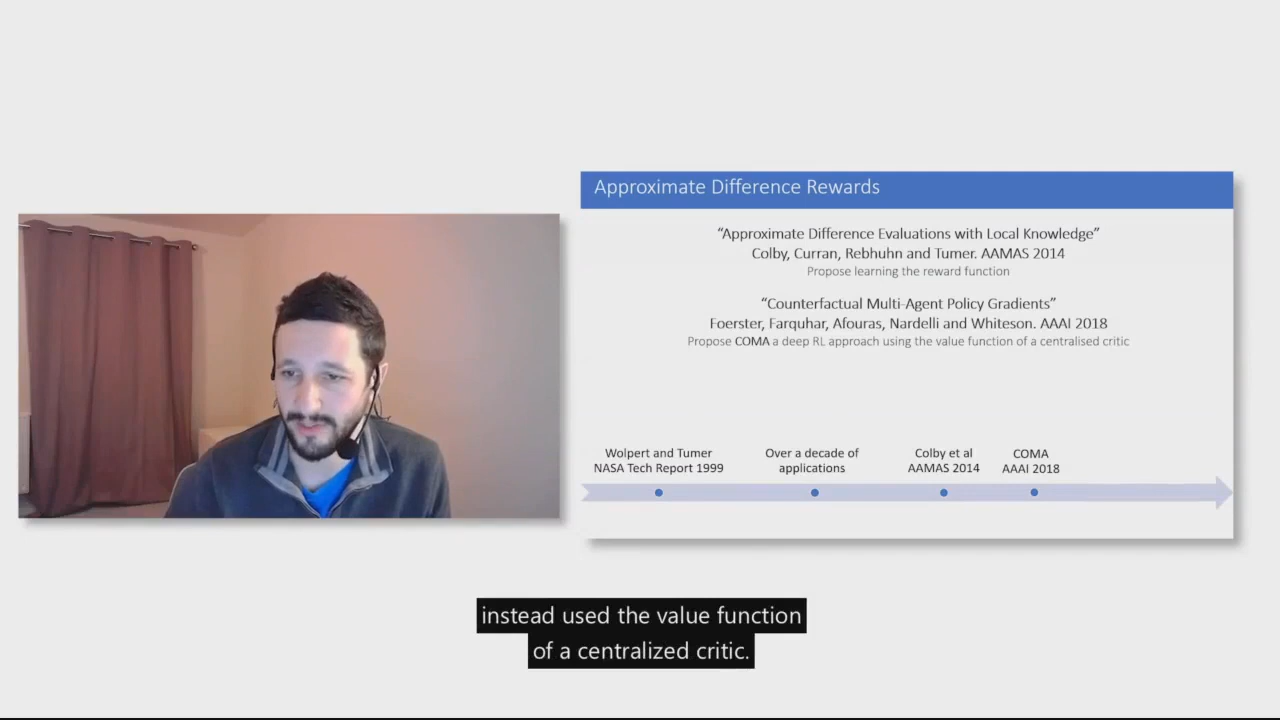 Approximate Difference Rewards
“Approximate Difference Evaluations with Local Knowledge”
Colby, Curran, Rebhuhn and Tumer. AAMAS 2014
Propose learning the reward function
“Counterfactual Multi-Agent Policy Gradients”
Foerster, Farquhar, Afouras, Nardelli and Whiteson. AAAI 2018
Propose COMA a deep RL approach using the value function of a centralised critic
Wolpert and Tumer
NASA Tech Report 1999
Over a decade of
applications
Colby et al
AAMAS 2014
COMA
AAAI 2018
instead used the value function
of a centralized critic.